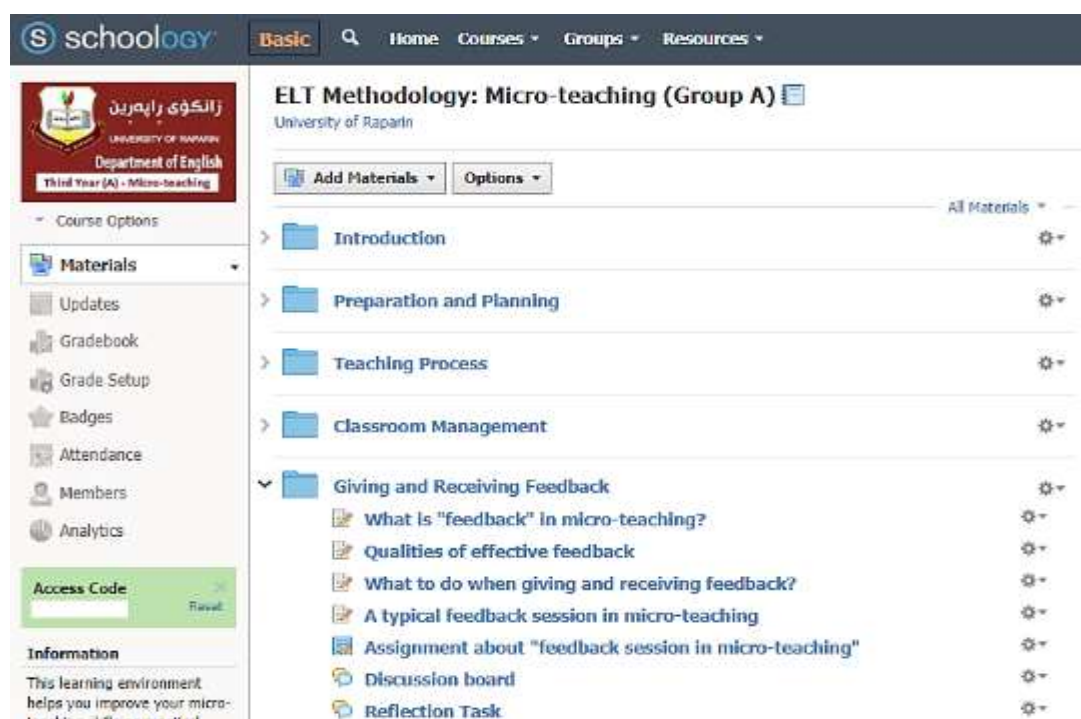 schoology Basic Home Courses Groups Resources
زانكۆى ڕاپەڕین
UNIVERSITY OF RAPARIN
Department of English
Third Year (A) - Micro-teaching
Course Options
Materials
Updates
Gradebook
Grade Setup
Badges
Attendance
Members
Analytics
Access Code
Reset
Information
This learning environment
helps you improve your micro-
ELT Methodology: Micro-teaching (Group A)
University of Raparin
Add Materials Options
All Materials
Introduction
Preparation and Planning
Teaching Process
Classroom Management
Giving and Receiving Feedback
What is "feedback" in micro-teaching?
Qualities of effective feedback
What to do when giving and receiving feedback?
A typical feedback session in micro-teaching
Assignment about "feedback session in micro-teaching"
Discussion board
Reflection Task